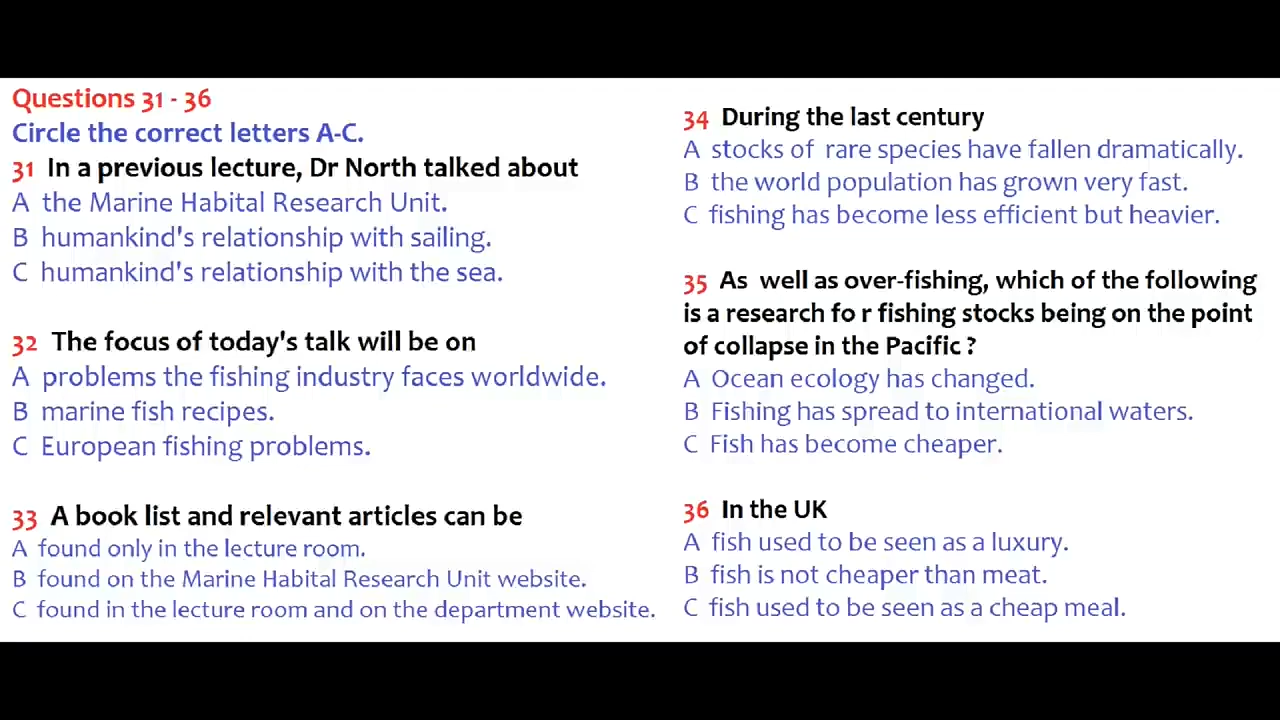 Questions 31 - 36
Circle the correct letters A-C.
31 In a previous lecture, Dr North talked about
A the Marine Habital Research Unit.
B humankind's relationship with sailing.
C humankind's relationship with the sea.
32 The focus of today's talk will be on
A problems the fishing industry faces worldwide.
B marine fish recipes.
C European fishing problems.
33 A book list and relevant articles can be
A found only in the lecture room.
B found on the Marine Habital Research Unit website.
C found in the lecture room and on the department website.
34 During the last century
A stocks of rare species have fallen dramatically.
B the world population has grown very fast.
C fishing has become less efficient but heavier.
35 As well as over-fishing, which of the following
is a research fo r fishing stocks being on the point
of collapse in the Pacific ?
A Ocean ecology has changed.
B Fishing has spread to international waters.
C Fish has become cheaper.
36 In the UK
A fish used to be seen as a luxury.
B fish is not cheaper than meat.
C fish used to be seen as a cheap meal.